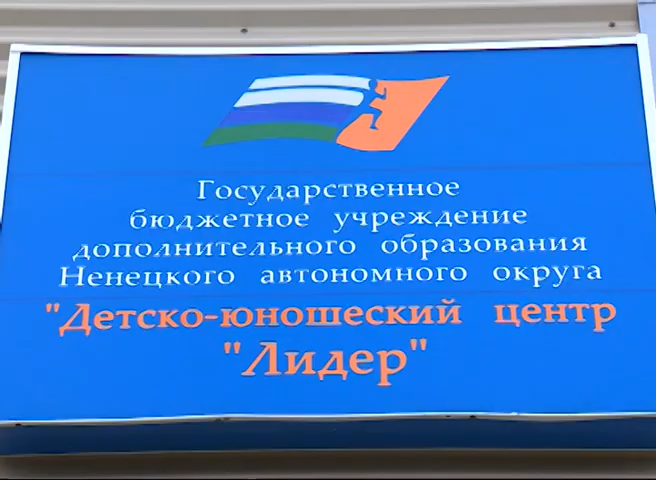 Государственное
бюджетное учреждение
дополнительного образования
Ненецкого автономного округа
"Детско-юношеский центр
"Лидер"